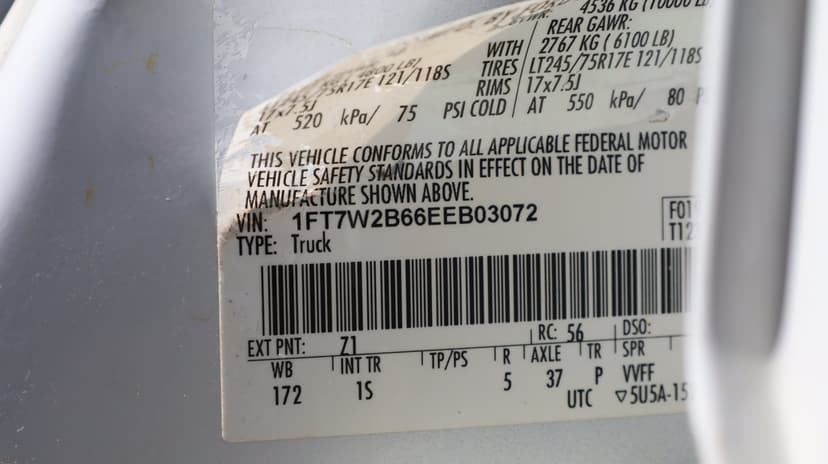 4536 KG (10000 LB
REAR GAWR:
WITH 2767 KG ( 6100 LB)
TIRES LT245/75R17E 121/118S
/75R17E 121/118S RIMS 17x7.5J
17x7.5J
AT 520 kPa/ 75 PSI COLD AT 550 kPa/ 80 P
THIS VEHICLE CONFORMS TO ALL APPLICABLE FEDERAL MOTOR
VEHICLE SAFETY STANDARDS IN EFFECT ON THE DATE OF
MANUFACTURE SHOWN ABOVE.
VIN: 1FT7W2B66EEB03072
TYPE: Truck
F01
T12
EXT PNT: Z1 RC: 56 DSO:
WB INT TR TP/PS R AXLE TR SPR
172 1S 5 37 P VVFF
UTC ▽5U5A-15